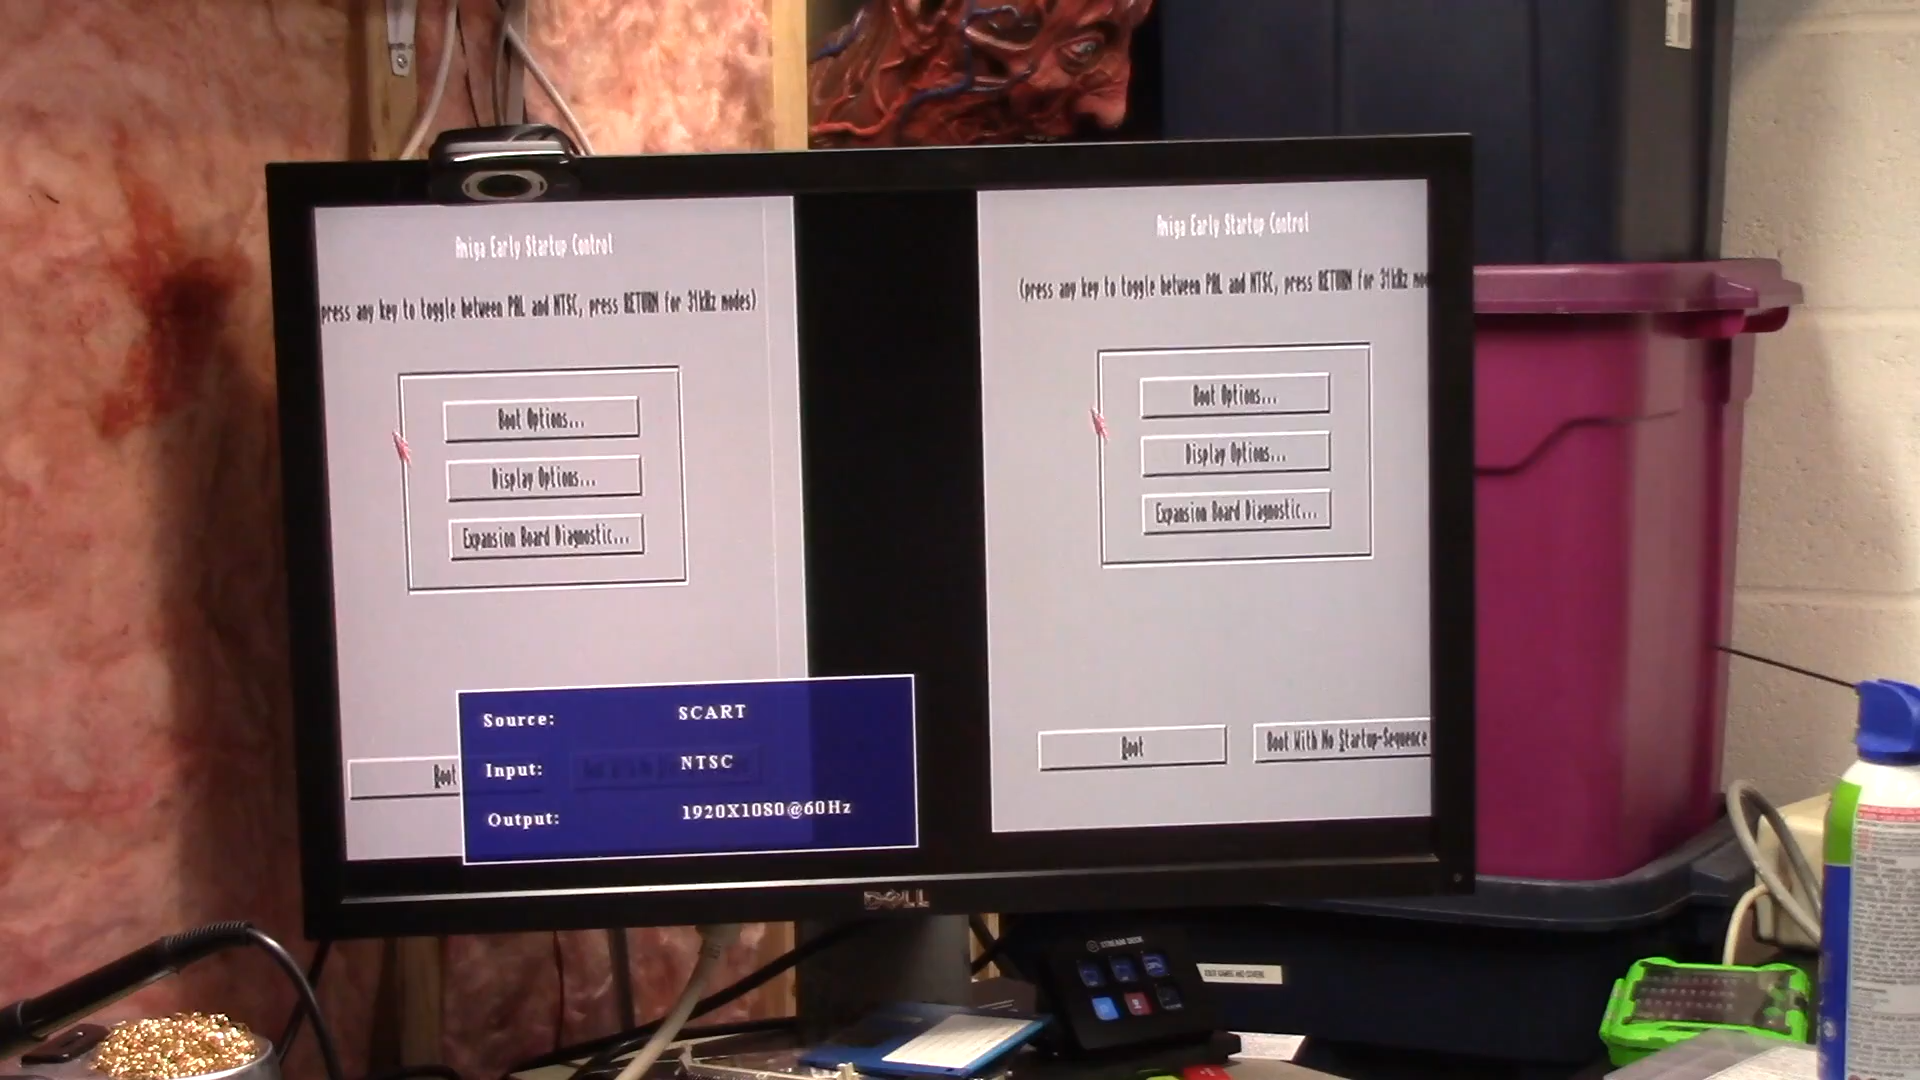 Amiga Early Startup Control
press any key to toggle between PAL and NTSC, press RETURN for 31kHz modes)
Boot Options...
Display Options...
Expansion Board Diagnostic...
Boot
Amiga Early Startup Control
(press any key to toggle between PAL and NTSC, press RETURN for 31kHz mo
Boot Options...
Display Options...
Expansion Board Diagnostic...
Boot
Boot With No Startup-Sequence
Source: SCART
Input: NTSC
Output: 1920X1080@60Hz
DELL
STREAM DECK